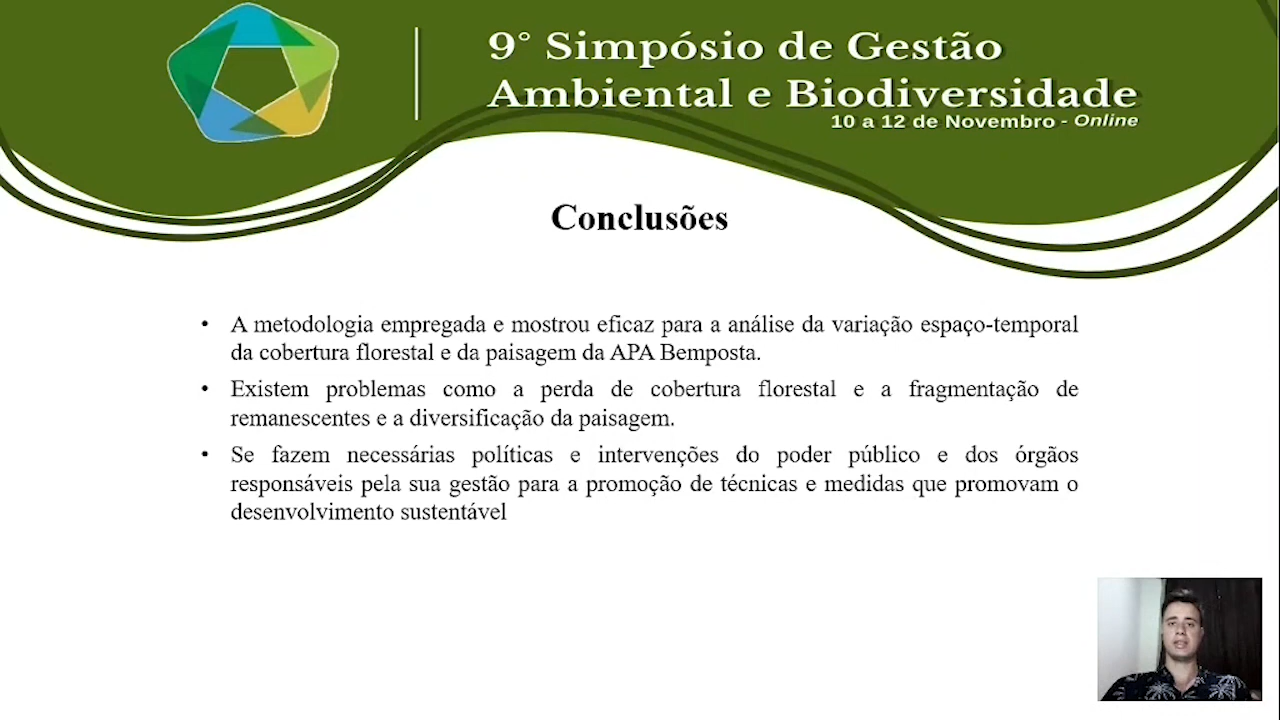 9° Simpósio de Gestão
Ambiental e Biodiversidade
10 a 12 de Novembro - Online
Conclusões
• A metodologia empregada e mostrou eficaz para a análise da variação espaço-temporal
da cobertura florestal e da paisagem da APA Bemposta.
• Existem problemas como a perda de cobertura florestal e a fragmentação de
remanescentes e a diversificação da paisagem.
• Se fazem necessárias políticas e intervenções do poder público e dos órgãos
responsáveis pela sua gestão para a promoção de técnicas e medidas que promovam o
desenvolvimento sustentável